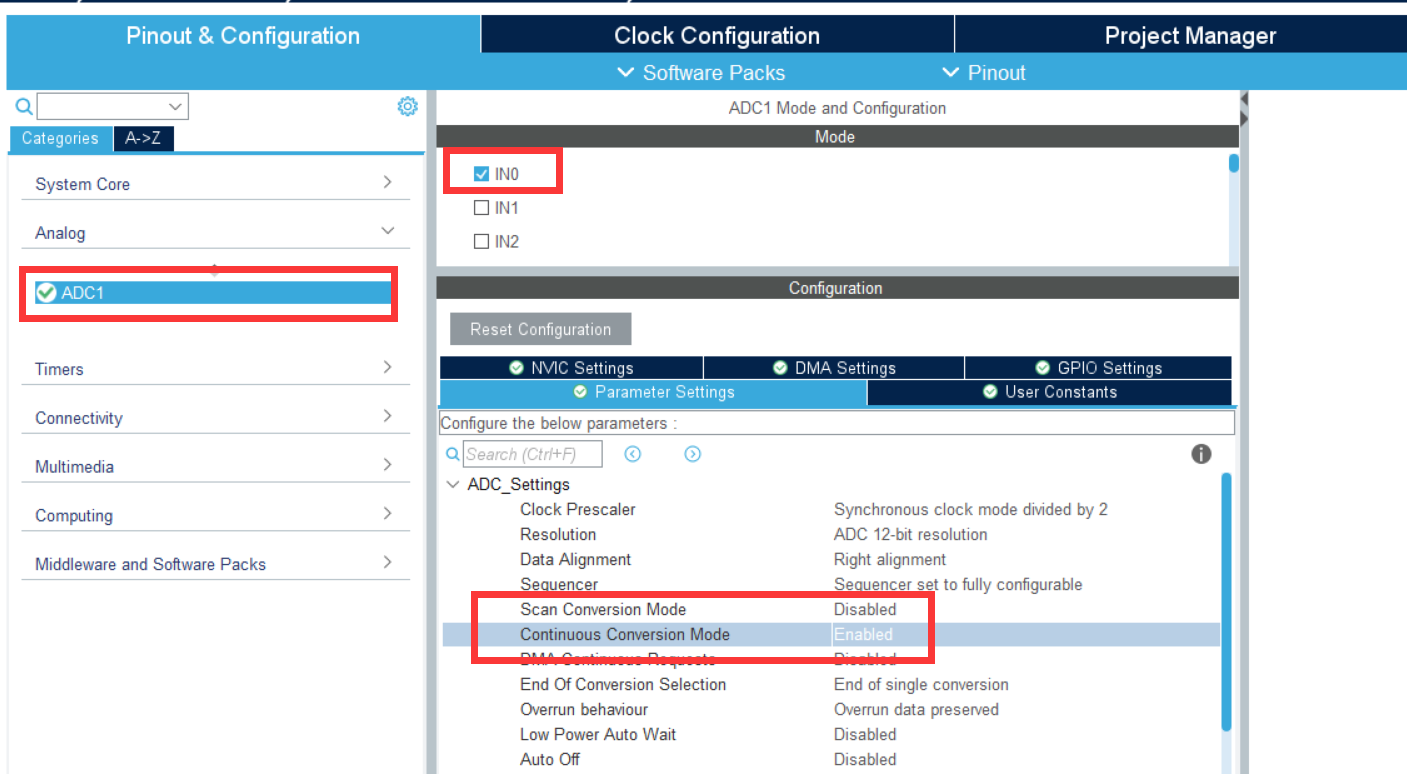 Pinout & Configuration
Clock Configuration
Project Manager
Software Packs
Pinout
Categories
A->Z
System Core
Analog
ADC1
Timers
Connectivity
Multimedia
Computing
Middleware and Software Packs
ADC1 Mode and Configuration
Mode
IN0
IN1
IN2
Configuration
Reset Configuration
NVIC Settings
DMA Settings
GPIO Settings
Parameter Settings
User Constants
Configure the below parameters :
Search (Ctrl+F)
ADC_Settings
Clock Prescaler Synchronous clock mode divided by 2
Resolution ADC 12-bit resolution
Data Alignment Right alignment
Sequencer Sequencer set to fully configurable
Scan Conversion Mode Disabled
Continuous Conversion Mode Enabled
DMA Continuous Requests Disabled
End Of Conversion Selection End of single conversion
Overrun behaviour Overrun data preserved
Low Power Auto Wait Disabled
Auto Off Disabled